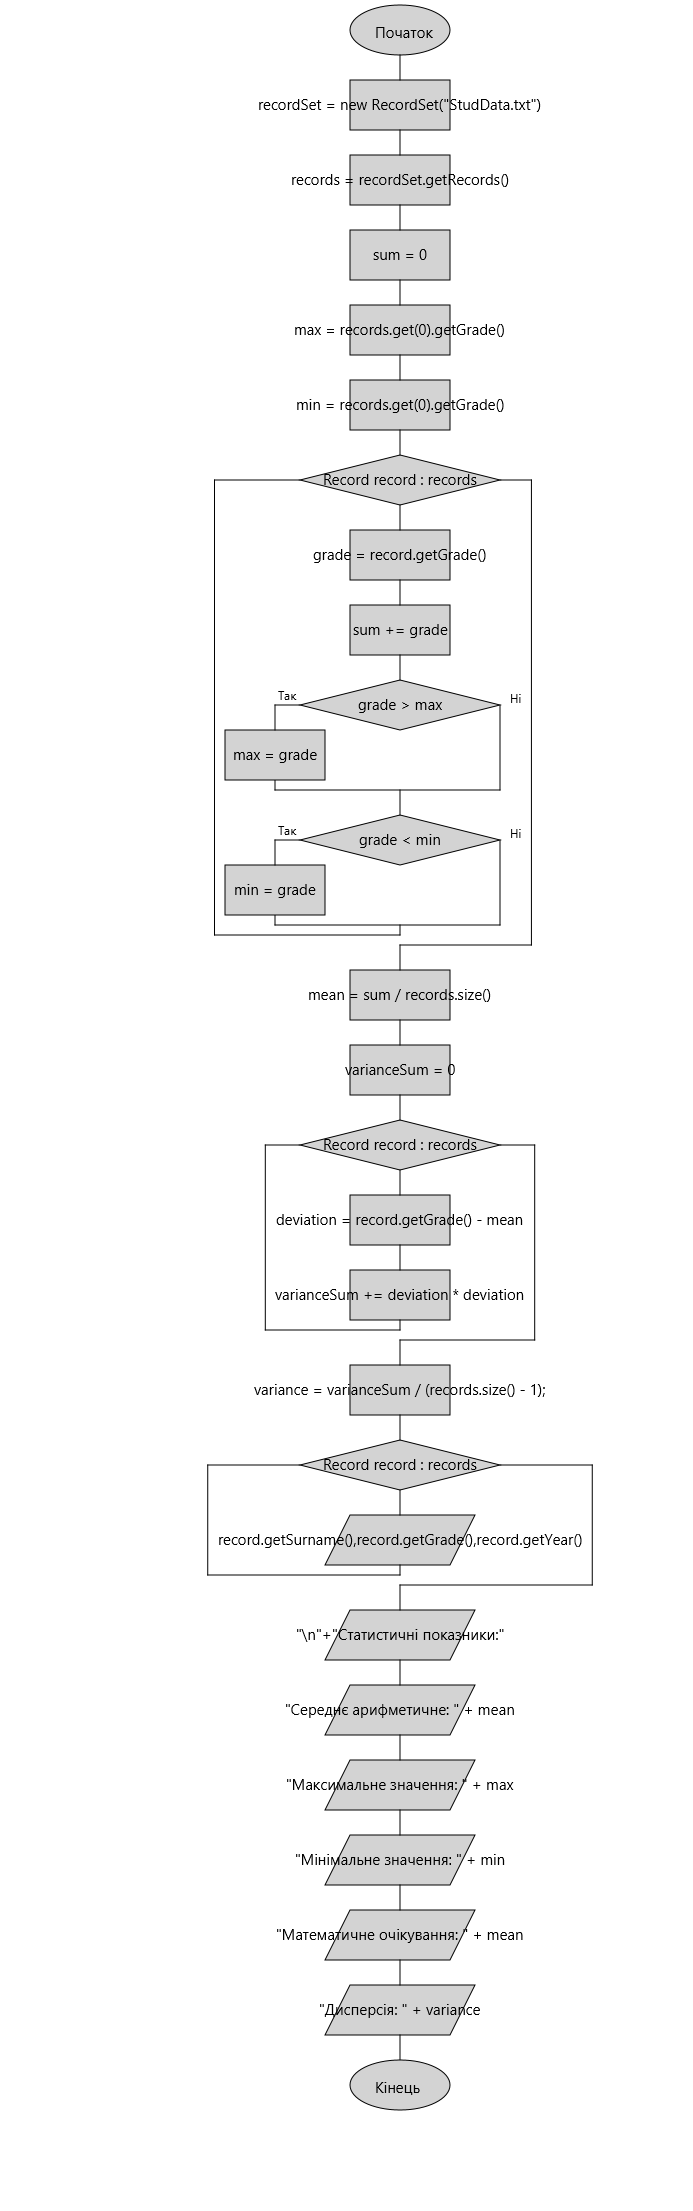 Початок
recordSet = new RecordSet("StudData.txt")
records = recordSet.getRecords()
sum = 0
max = records.get(0).getGrade()
min = records.get(0).getGrade()
Record record : records
grade = record.getGrade()
sum += grade
Так
grade > max
Ні
max = grade
Так
grade < min
Ні
min = grade
mean = sum / records.size()
varianceSum = 0
Record record : records
deviation = record.getGrade() - mean
varianceSum += deviation * deviation
variance = varianceSum / (records.size() - 1);
Record record : records
record.getSurname(),record.getGrade(),record.getYear()
"\n"+"Статистичні показники:"
"Середнє арифметичне: " + mean
"Максимальне значення: " + max
"Мінімальне значення: " + min
"Математичне очікування: " + mean
"Дисперсія: " + variance
Кінець